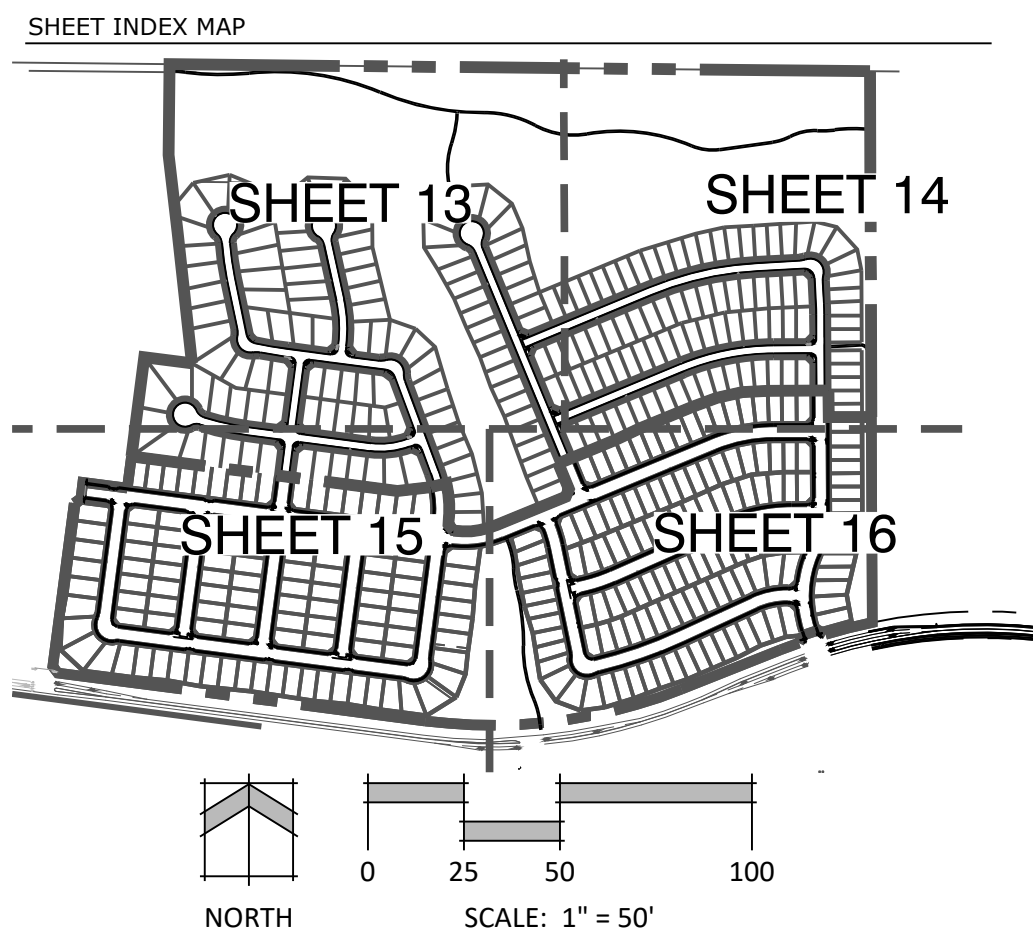 SHEET INDEX MAP
SHEET 13
SHEET 14
SHEET 15
SHEET 16
0 25 50 100
NORTH
SCALE: 1" = 50'